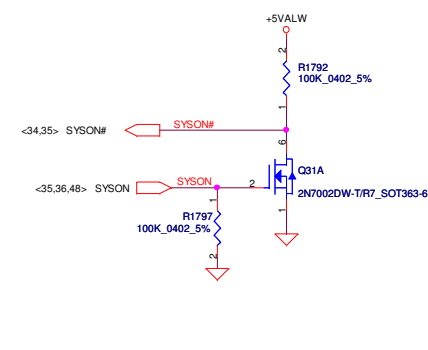 +5VALW
2
R1792
100K_0402_5%
1
<34,35> SYSON#
SYSON#
6
Q31A
<35,36,48> SYSON
SYSON
2
2N7002DW-T/R7_SOT363-6
1
R1797
1
100K_0402_5%
2